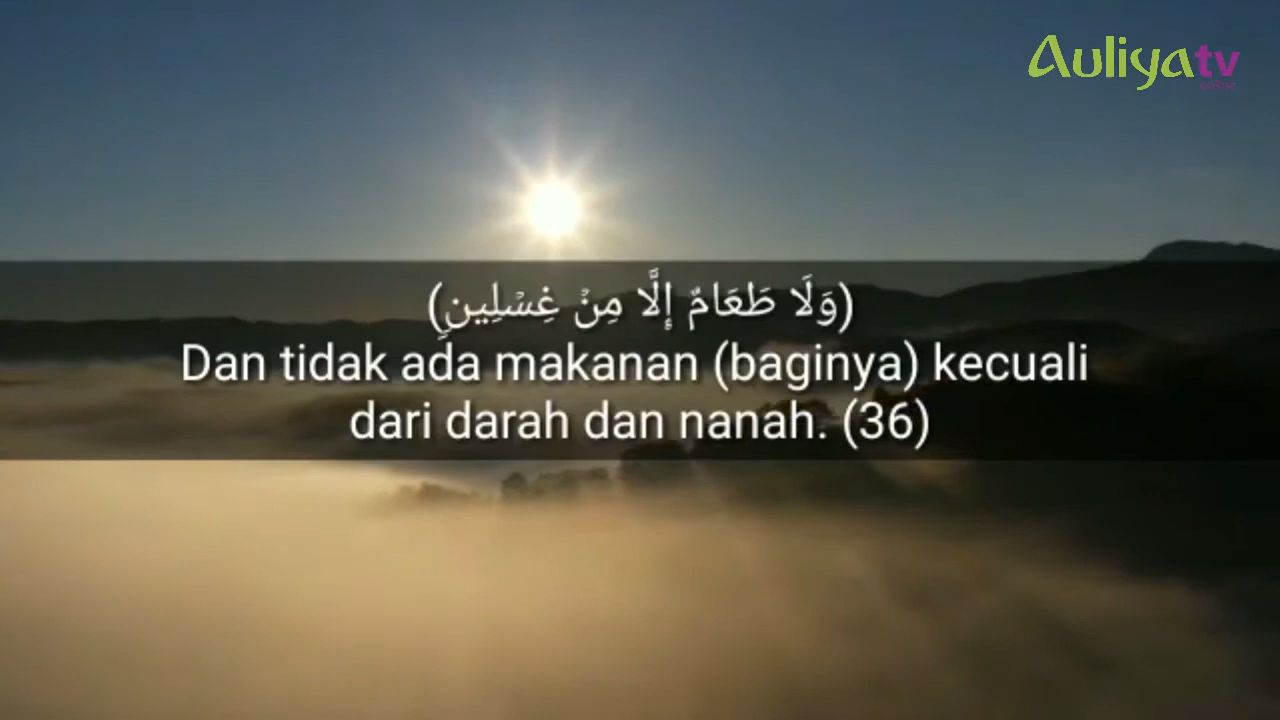 Auliyatv
(وَلَا طَعَامٌ إِلَّا مِنۡ غِسۡلِينٍ)
Dan tidak ada makanan (baginya) kecuali
dari darah dan nanah. (36)